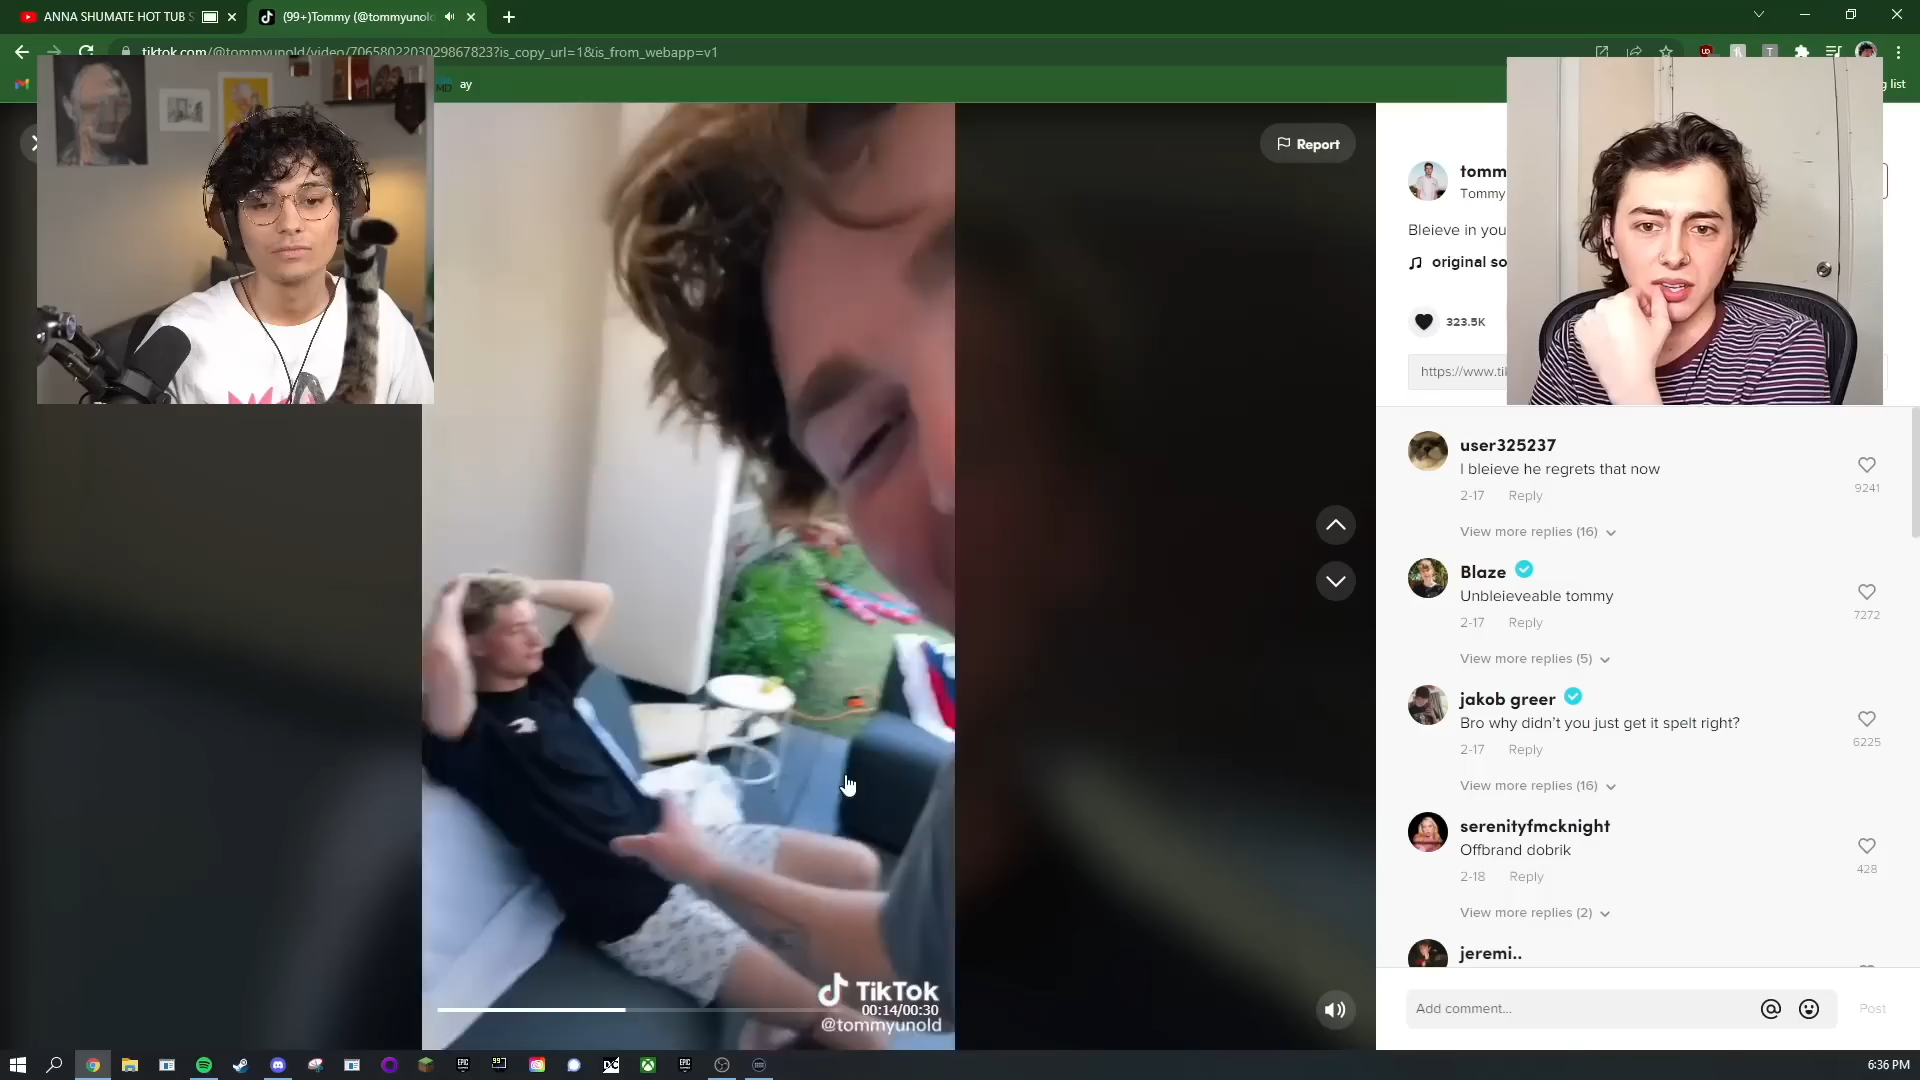 ANNA SHUMATE HOT TUB S
(99+)Tommy (@tommyunold
tiktok.com/@tommyunold/video/7065802203029867823?is_copy_url=1&is_from_webapp=v1
ay
g list
Report
tomm
Tommy
Bleieve in you
original so
323.5K
https://www.tik
user325237
I bleieve he regrets that now
2-17 Reply
9241
View more replies (16)
Blaze
Unbleieveable tommy
2-17 Reply
7272
View more replies (5)
jakob greer
Bro why didn't you just get it spelt right?
2-17 Reply
6225
View more replies (16)
serenityfmcknight
Offbrand dobrik
2-18 Reply
428
View more replies (2)
jeremi..
TikTok
00:14/00:30
@tommyunold
Add comment...
Post
6:36 PM